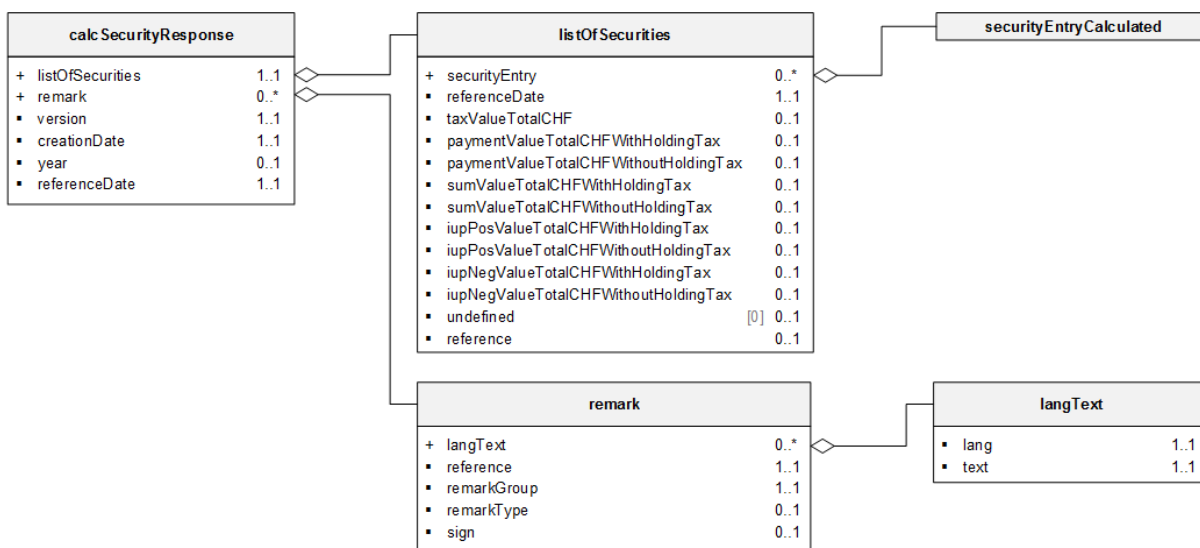 calcSecurityResponse
+ listOfSecurities 1..1
+ remark 0..*
▪ version 1..1
▪ creationDate 1..1
▪ year 0..1
▪ referenceDate 1..1
listOfSecurities
+ securityEntry 0..*
▪ referenceDate 1..1
▪ taxValueTotalCHF 0..1
▪ paymentValueTotalCHFWithHoldingTax 0..1
▪ paymentValueTotalCHFWithoutHoldingTax 0..1
▪ sumValueTotalCHFWithHoldingTax 0..1
▪ sumValueTotalCHFWithoutHoldingTax 0..1
▪ iupPosValueTotalCHFWithHoldingTax 0..1
▪ iupPosValueTotalCHFWithoutHoldingTax 0..1
▪ iupNegValueTotalCHFWithHoldingTax 0..1
▪ iupNegValueTotalCHFWithoutHoldingTax 0..1
▪ undefined [0] 0..1
▪ reference 0..1
securityEntryCalculated
remark
+ langText 0..*
▪ reference 1..1
▪ remarkGroup 1..1
▪ remarkType 0..1
▪ sign 0..1
langText
▪ lang 1..1
▪ text 1..1